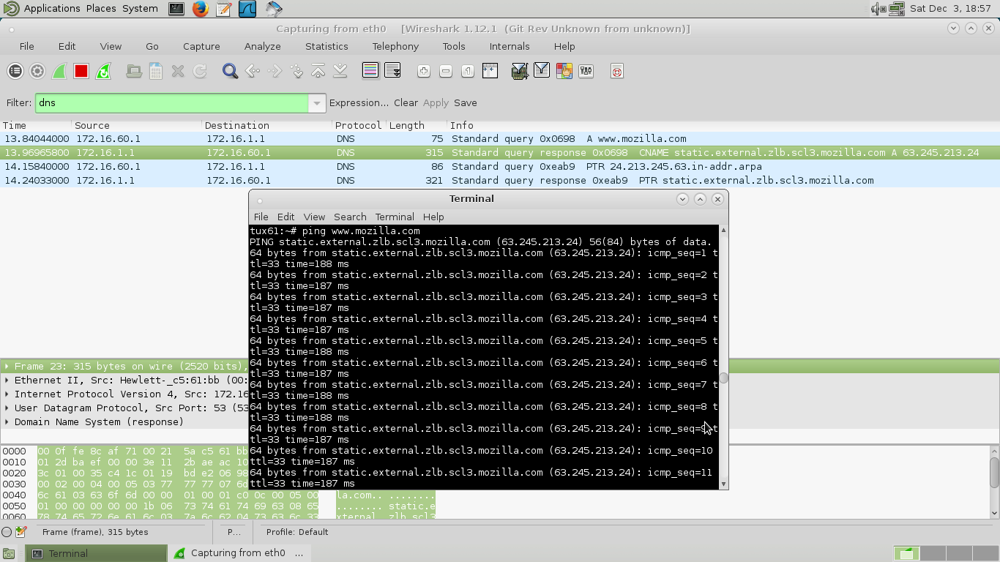 Applications Places System Sat Dec 3, 18:57
Capturing from eth0 [Wireshark 1.12.1 (Git Rev Unknown from unknown)]
File Edit View Go Capture Analyze Statistics Telephony Tools Internals Help
Filter: dns Expression... Clear Apply Save
Time Source Destination Protocol Length Info
13.84044000 172.16.60.1 172.16.1.1 DNS 75 Standard query 0x0698 A www.mozilla.com
13.96965800 172.16.1.1 172.16.60.1 DNS 315 Standard query response 0x0698 CNAME static.external.zlb.scl3.mozilla.com A 63.245.213.24
14.15840000 172.16.60.1 172.16.1.1 DNS 86 Standard query 0xeab9 PTR 24.213.245.63.in-addr.arpa
14.24033000 172.16.1.1 172.16.60.1 DNS 321 Standard query response 0xeab9 PTR static.external.zlb.scl3.mozilla.com
Terminal
File Edit View Search Terminal Help
tux61:~# ping www.mozilla.com
PING static.external.zlb.scl3.mozilla.com (63.245.213.24) 56(84) bytes of data.
64 bytes from static.external.zlb.scl3.mozilla.com (63.245.213.24): icmp_seq=1 t
tl=33 time=188 ms
64 bytes from static.external.zlb.scl3.mozilla.com (63.245.213.24): icmp_seq=2 t
tl=33 time=187 ms
64 bytes from static.external.zlb.scl3.mozilla.com (63.245.213.24): icmp_seq=3 t
tl=33 time=187 ms
64 bytes from static.external.zlb.scl3.mozilla.com (63.245.213.24): icmp_seq=4 t
tl=33 time=187 ms
64 bytes from static.external.zlb.scl3.mozilla.com (63.245.213.24): icmp_seq=5 t
tl=33 time=188 ms
64 bytes from static.external.zlb.scl3.mozilla.com (63.245.213.24): icmp_seq=6 t
tl=33 time=187 ms
64 bytes from static.external.zlb.scl3.mozilla.com (63.245.213.24): icmp_seq=7 t
tl=33 time=188 ms
64 bytes from static.external.zlb.scl3.mozilla.com (63.245.213.24): icmp_seq=8 t
tl=33 time=188 ms
64 bytes from static.external.zlb.scl3.mozilla.com (63.245.213.24): icmp_seq=9 t
tl=33 time=187 ms
64 bytes from static.external.zlb.scl3.mozilla.com (63.245.213.24): icmp_seq=10
ttl=33 time=187 ms
64 bytes from static.external.zlb.scl3.mozilla.com (63.245.213.24): icmp_seq=11
ttl=33 time=187 ms
Frame 23: 315 bytes on wire (2520 bits),
Ethernet II, Src: Hewlett-_c5:61:bb (00:
Internet Protocol Version 4, Src: 172.16
User Datagram Protocol, Src Port: 53 (53
Domain Name System (response)
0000 00 0f fe 8c af 71 00 21 5a c5 61 bb
0010 01 2d ba ef 00 00 3e 11 2b ae ac 10
0020 3c 01 00 35 c4 1c 01 19 bd e2 06 98
0030 00 02 00 04 00 05 03 77 77 77 07 6d
0040 6c 61 03 63 6f 6d 00 00 01 00 01 c0 0c 00 05 00 la.com.. ........
0050 01 00 00 00 00 00 1b 06 73 74 61 74 69 63 08 65 ........ static.e
0060 78 74 65 72 6e 61 6c 03 7a 6c 62 04 73 63 6c 33 xternal. zlb.scl3
Frame (frame), 315 bytes P... Profile: Default
Terminal Capturing from eth0 ...